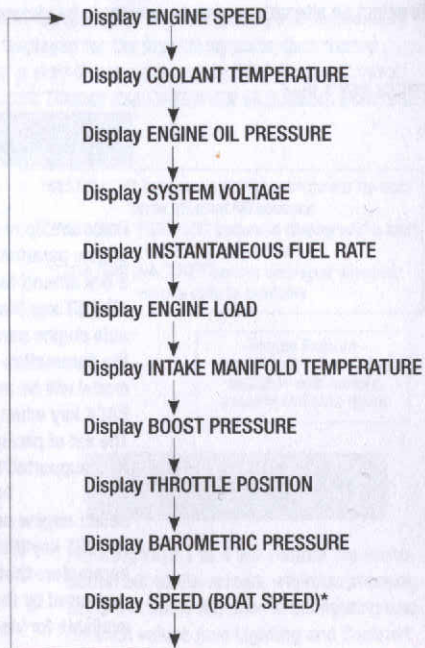 Display ENGINE SPEED
Display COOLANT TEMPERATURE
Display ENGINE OIL PRESSURE
Display SYSTEM VOLTAGE
Display INSTANTANEOUS FUEL RATE
Display ENGINE LOAD
Display INTAKE MANIFOLD TEMPERATURE
Display BOOST PRESSURE
Display THROTTLE POSITION
Display BAROMETRIC PRESSURE
Display SPEED (BOAT SPEED)*